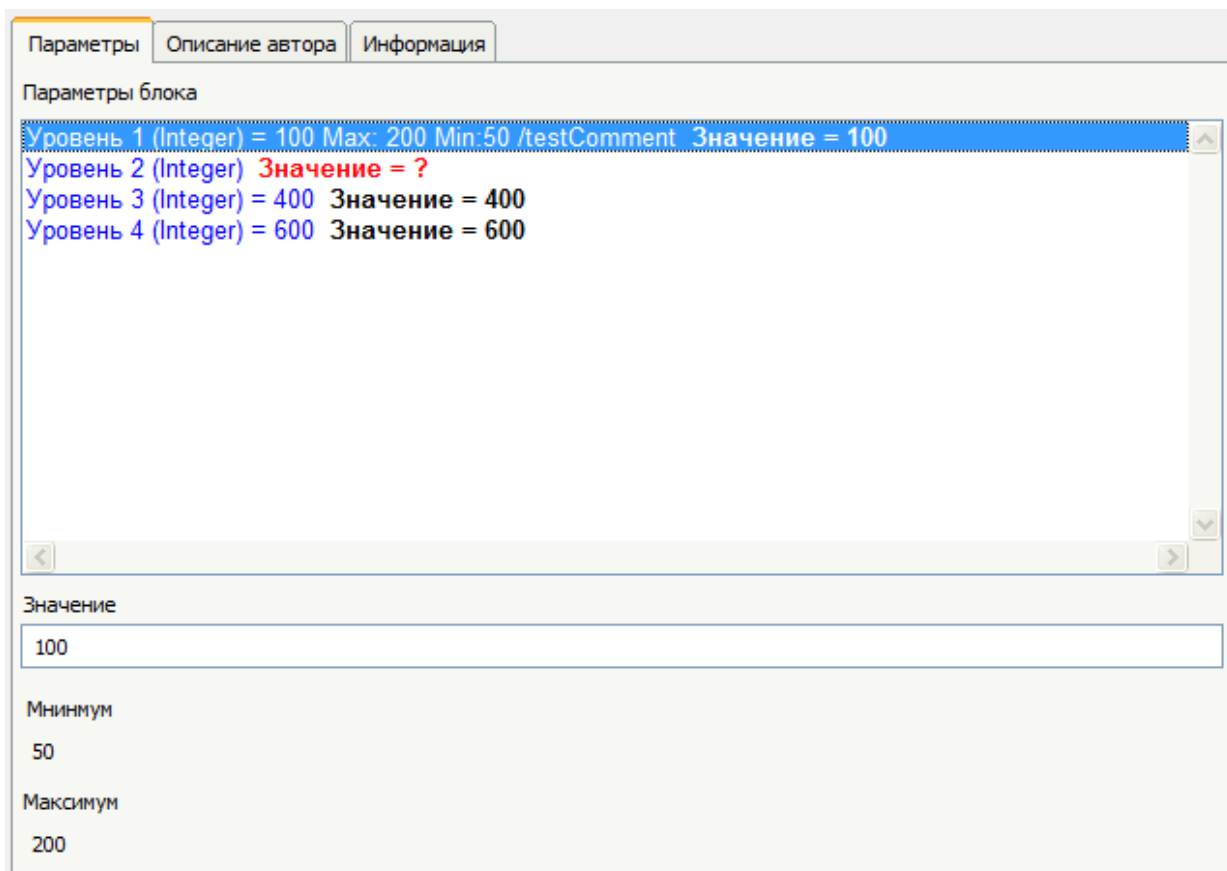 Параметры Описание автора Информация
Параметры блока
Уровень 1 (Integer) = 100 Max: 200 Min:50 /testComment Значение = 100
Уровень 2 (Integer) Значение = ?
Уровень 3 (Integer) = 400 Значение = 400
Уровень 4 (Integer) = 600 Значение = 600
Значение
100
Мнинмум
50
Максимум
200